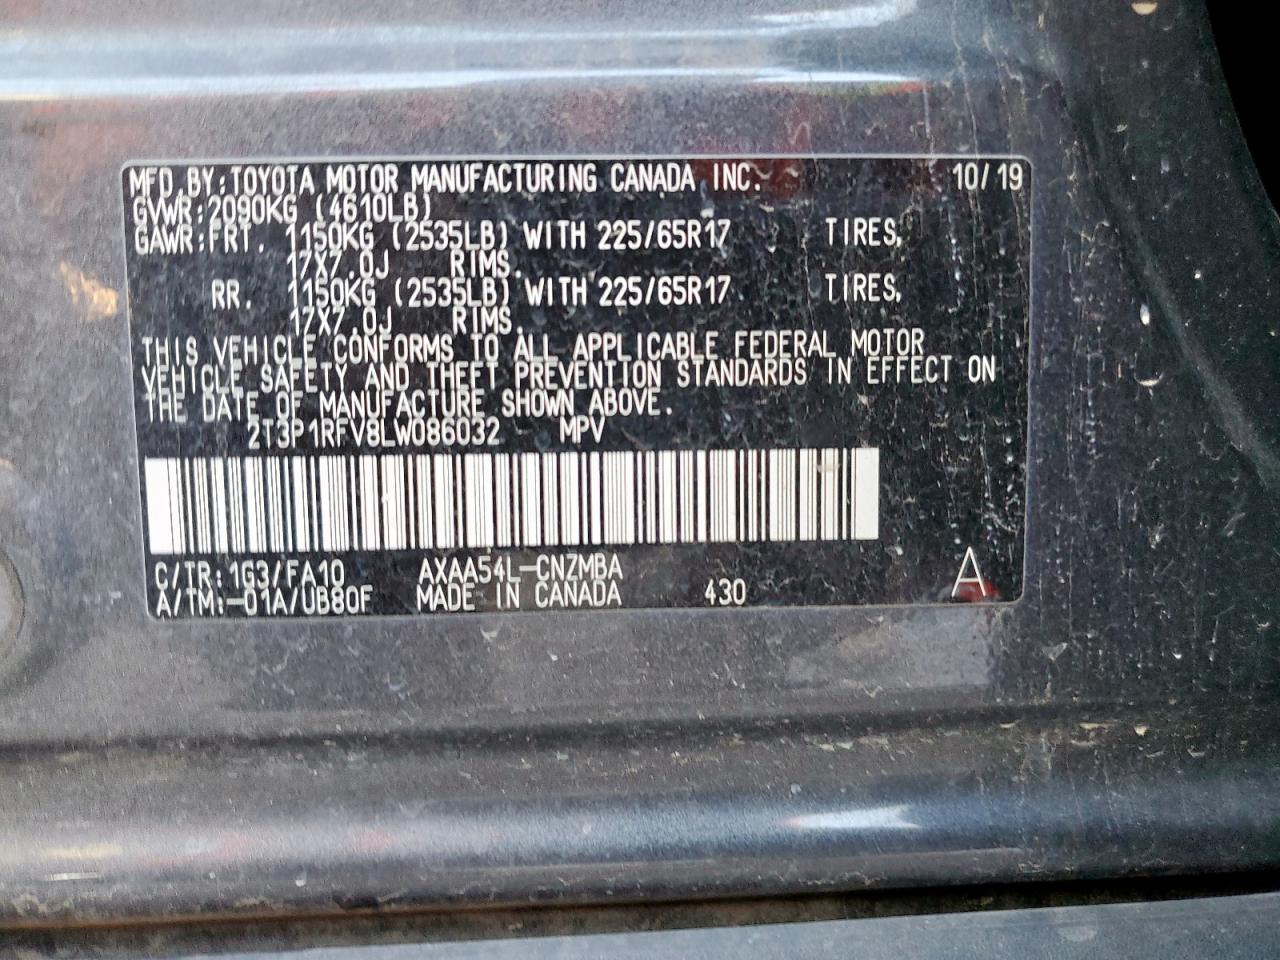 MFD.BY:TOYOTA MOTOR MANUFACTURING CANADA INC. 10/19
GVWR:2090KG (4610LB)
GAWR:FRT. 1150KG (2535LB) WITH 225/65R17 TIRES,
17X7.0J RIMS.
RR. 1150KG (2535LB) WITH 225/65R17 TIRES,
17X7.0J RIMS.
THIS VEHICLE CONFORMS TO ALL APPLICABLE FEDERAL MOTOR
VEHICLE SAFETY AND THEFT PREVENTION STANDARDS IN EFFECT ON
THE DATE OF MANUFACTURE SHOWN ABOVE.
2T3P1RFV8LW086032 MPV
C/TR:1G3/FA10 AXAA54L-CNZMBA
A/TM:-01A/UB80F MADE IN CANADA 430 A